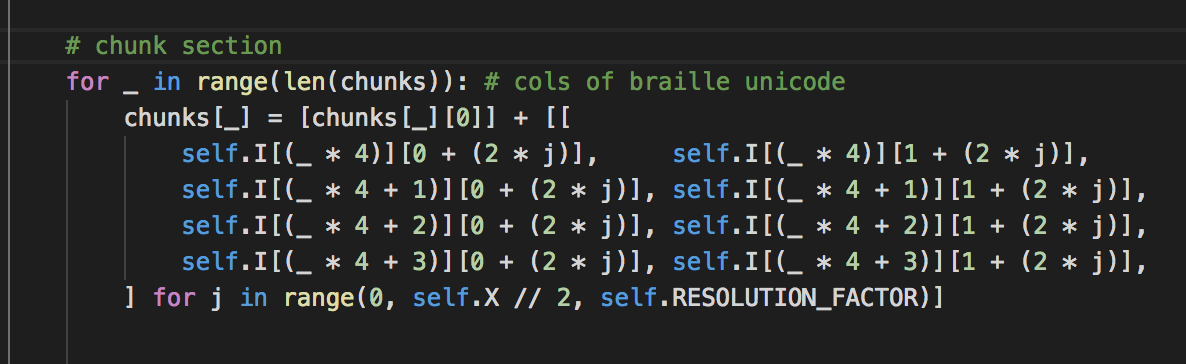 # chunk section
for _ in range(len(chunks)): # cols of braille unicode
    chunks[_] = [chunks[_][0]] + [[
        self.I[(_ * 4)][0 + (2 * j)],     self.I[(_ * 4)][1 + (2 * j)],
        self.I[(_ * 4 + 1)][0 + (2 * j)], self.I[(_ * 4 + 1)][1 + (2 * j)],
        self.I[(_ * 4 + 2)][0 + (2 * j)], self.I[(_ * 4 + 2)][1 + (2 * j)],
        self.I[(_ * 4 + 3)][0 + (2 * j)], self.I[(_ * 4 + 3)][1 + (2 * j)],
    ] for j in range(0, self.X // 2, self.RESOLUTION_FACTOR)]